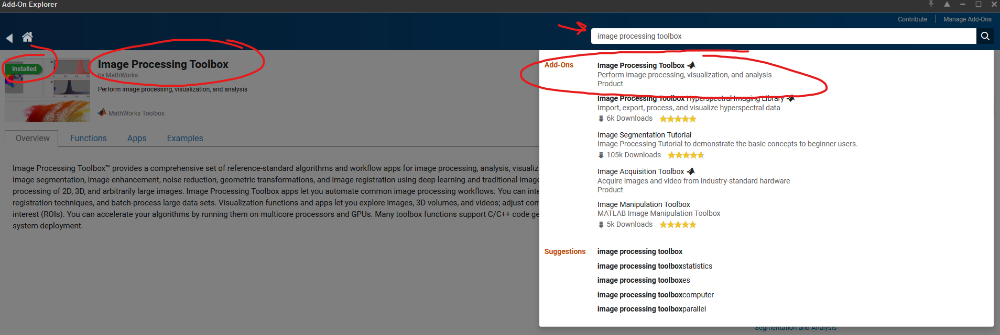 Add-On Explorer
Contribute
Manage Add-Ons
image processing toolbox
Installed
Image Processing Toolbox
by MathWorks
Perform image processing, visualization, and analysis
MathWorks Toolbox
Overview
Functions
Apps
Examples
Image Processing Toolbox™ provides a comprehensive set of reference-standard algorithms and workflow apps for image processing, analysis, visualiz
image segmentation, image enhancement, noise reduction, geometric transformations, and image registration using deep learning and traditional image
processing of 2D, 3D, and arbitrarily large images. Image Processing Toolbox apps let you automate common image processing workflows. You can inte
registration techniques, and batch-process large data sets. Visualization functions and apps let you explore images, 3D volumes, and videos; adjust con
interest (ROIs). You can accelerate your algorithms by running them on multicore processors and GPUs. Many toolbox functions support C/C++ code ge
system deployment.
Add-Ons
Image Processing Toolbox
Perform image processing, visualization, and analysis
Product
Image Processing Toolbox Hyperspectral Imaging Library
Import, export, process, and visualize hyperspectral data
6k Downloads
Image Segmentation Tutorial
Image Processing Tutorial to demonstrate the basic concepts to beginner users.
105k Downloads
Image Acquisition Toolbox
Acquire images and video from industry-standard hardware
Product
Image Manipulation Toolbox
MATLAB Image Manipulation Toolbox
5k Downloads
Suggestions
image processing toolbox
image processing toolboxstatistics
image processing toolboxes
image processing toolboxcomputer
image processing toolboxparallel
Segmentation and Analysis